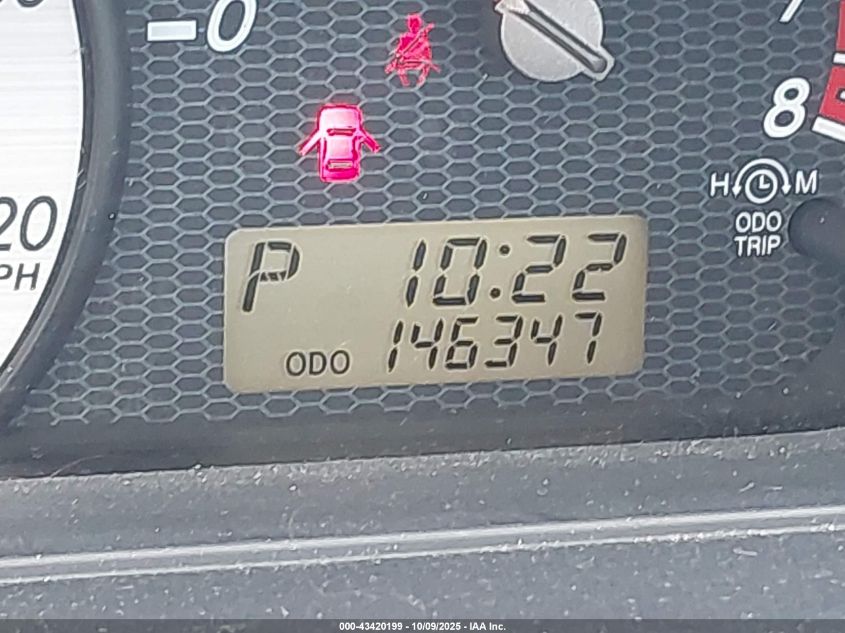 -0
7
8
H M
ODO
TRIP
20
PH
P 10:22
ODO 146347
000-43420199 - 10/09/2025 - IAA Inc.